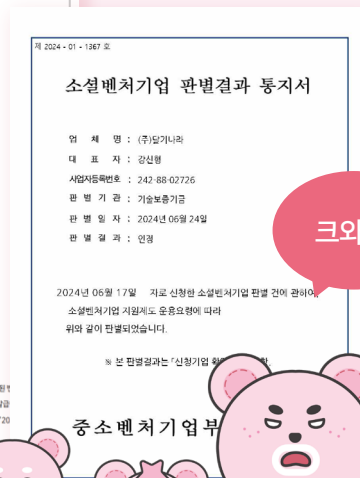 제 2024 - 01 - 1367 호
소셜벤처기업 판별결과 통지서
업 체 명 : (주)달기나라
대 표 자 : 강신형
사업자등록번호 : 242-88-02726
판 별 기 관 : 기술보증기금
판 별 일 자 : 2024년 06월 24일
판 별 결 과 : 인정
크와
2024년 06월 17일 자로 신청한 소셜벤처기업 판별 건에 관하여,
소셜벤처기업 지원제도 운용요령에 따라
위와 같이 판별되었습니다.
※ 본 판별결과는 「신청기업
중소벤처기업부